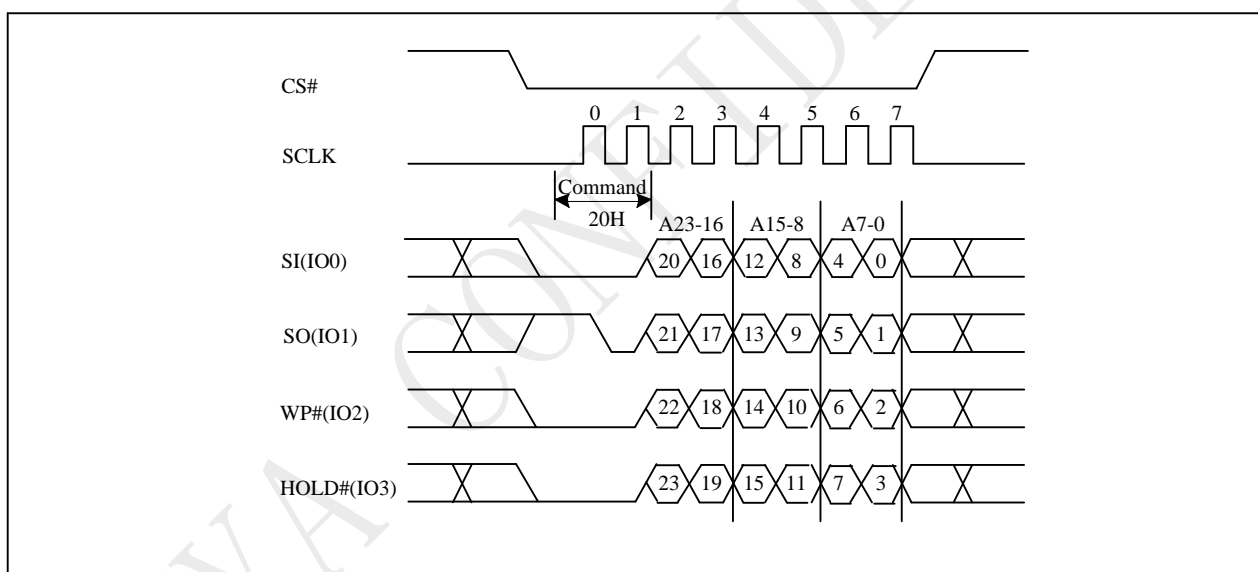 CS#
0 1 2 3 4 5 6 7
SCLK
Command
20H
A23-16 A15-8 A7-0
SI(IO0) 20 16 12 8 4 0
SO(IO1) 21 17 13 9 5 1
WP#(IO2) 22 18 14 10 6 2
HOLD#(IO3) 23 19 15 11 7 3